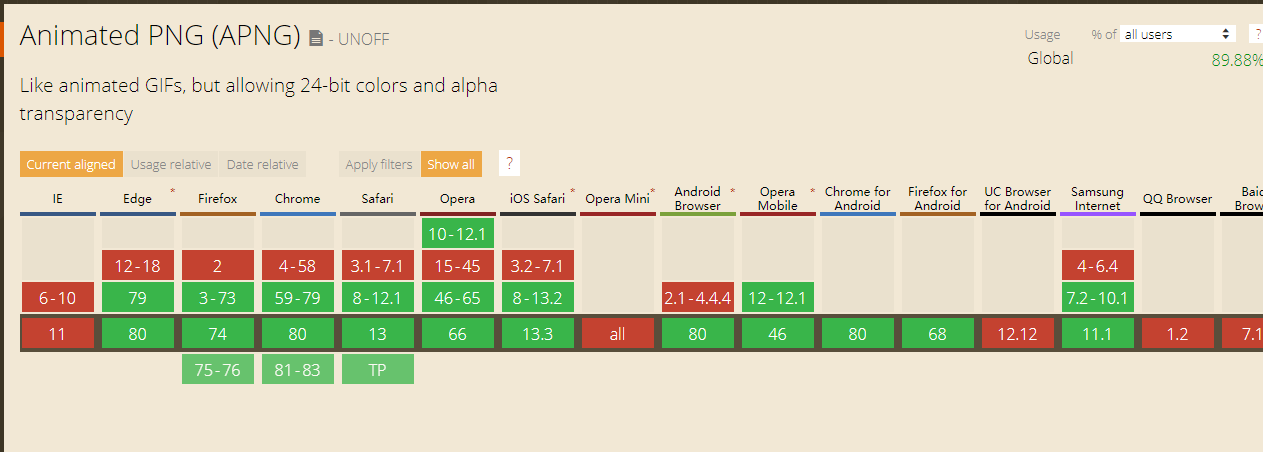 Animated PNG (APNG) - UNOFF
Usage % of all users ?
Global 89.88%
Like animated GIFs, but allowing 24-bit colors and alpha
transparency
Current aligned Usage relative Date relative Apply filters Show all ?
IE Edge * Firefox Chrome Safari Opera iOS Safari * Opera Mini * Android Browser * Opera Mobile * Chrome for Android Firefox for Android UC Browser for Android Samsung Internet QQ Browser Baid Brow
10-12.1
12-18 2 4-58 3.1-7.1 15-45 3.2-7.1 4-6.4
6-10 79 3-73 59-79 8-12.1 46-65 8-13.2 2.1-4.4.4 12-12.1 7.2-10.1
11 80 74 80 13 66 13.3 all 80 46 80 68 12.12 11.1 1.2 7.1
75-76 81-83 TP